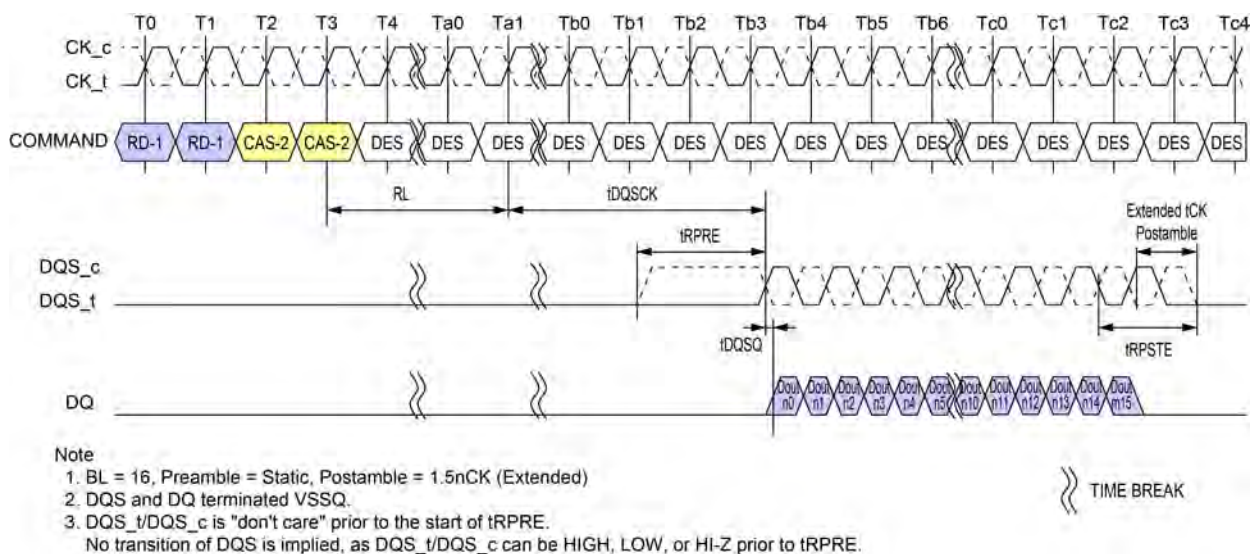 T0 T1 T2 T3 T4 Ta0 Ta1 Tb0 Tb1 Tb2 Tb3 Tb4 Tb5 Tb6 Tc0 Tc1 Tc2 Tc3 Tc4
CK_c
CK_t
COMMAND RD-1 RD-1 CAS-2 CAS-2 DES DES DES DES DES DES DES DES DES DES DES DES DES DES DES
RL tDQSCK
Extended tCK
Postamble
tRPRE
DQS_c
DQS_t
tDQSQ
tRPSTE
DQ
Dout n0 Dout n1 Dout n2 Dout n3 Dout n4 Dout n5 Dout n10 Dout n11 Dout n12 Dout n13 Dout n14 Dout m15
Note
1. BL = 16, Preamble = Static, Postamble = 1.5nCK (Extended)
2. DQS and DQ terminated VSSQ.
3. DQS_t/DQS_c is "don't care" prior to the start of tRPRE.
No transition of DQS is implied, as DQS_t/DQS_c can be HIGH, LOW, or HI-Z prior to tRPRE.
TIME BREAK